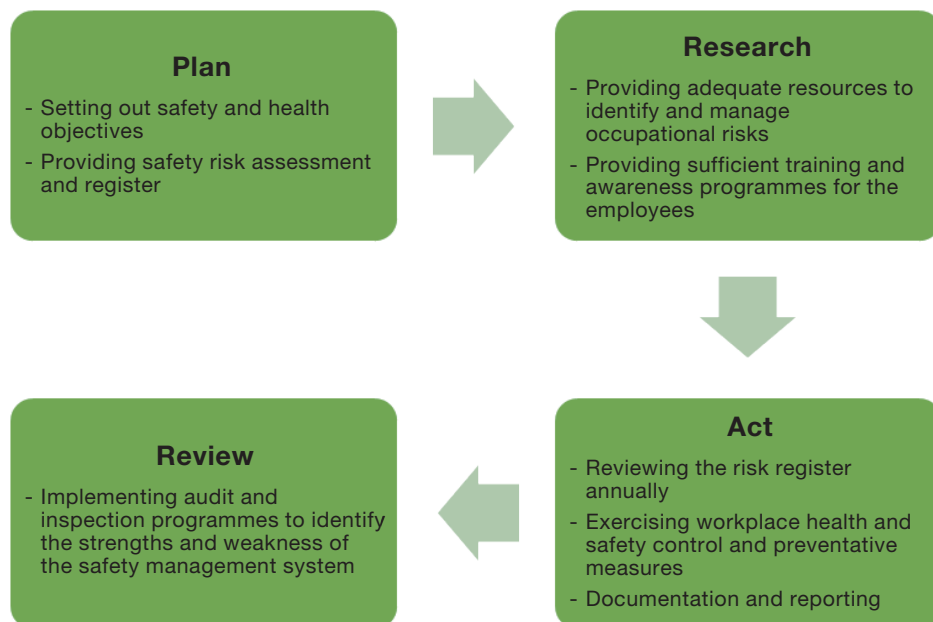 Plan
- Setting out safety and health
objectives
- Providing safety risk assessment
and register
Research
- Providing adequate resources to
identify and manage
occupational risks
- Providing sufficient training and
awareness programmes for the
employees
Act
- Reviewing the risk register
annually
- Exercising workplace health and
safety control and preventative
measures
- Documentation and reporting
Review
- Implementing audit and
inspection programmes to identify
the strengths and weakness of
the safety management system